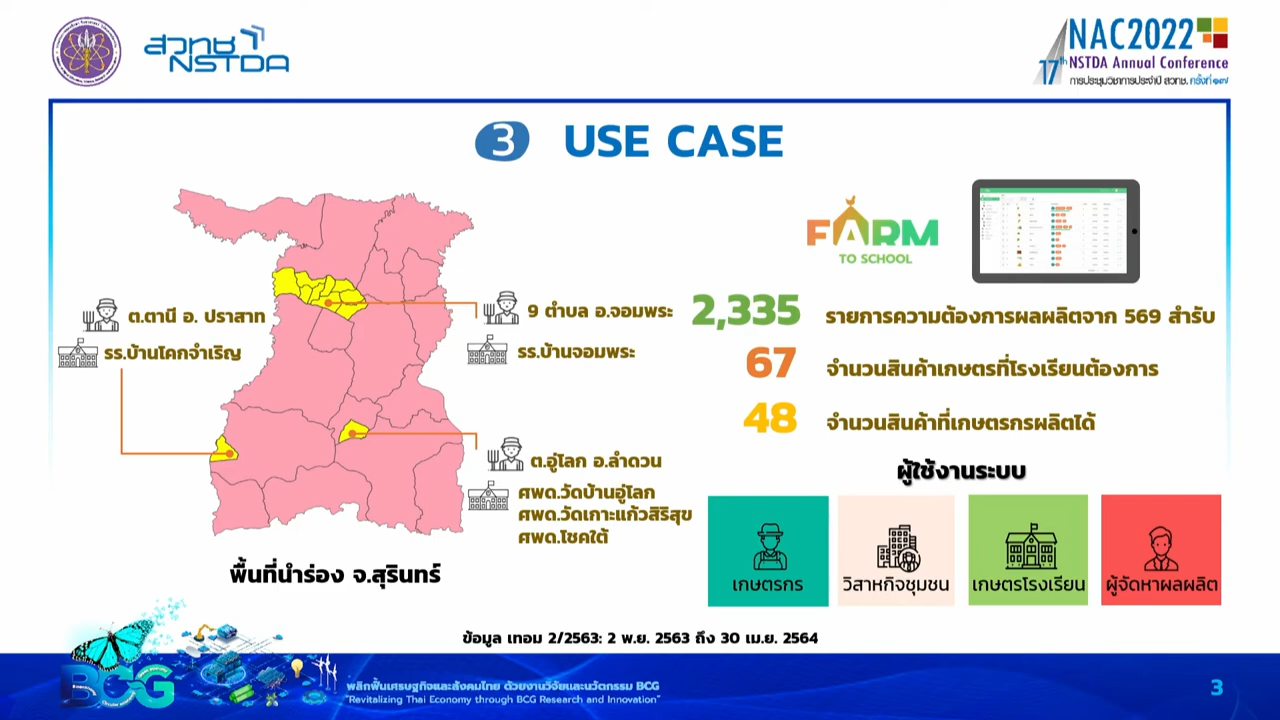 สวทช
NSTDA
NAC2022
17th NSTDA Annual Conference
การประชุมวิชาการประจำปี สวทช. ครั้งที่ ๑๗
3 USE CASE
FARM
TO SCHOOL
ต.ตานี อ. ปราสาท
รร.บ้านโคกจำเริญ
9 ตำบล อ.จอมพระ
รร.บ้านจอมพระ
ต.อู่โลก อ.ลำดวน
ศพด.วัดบ้านอู่โลก
ศพด.วัดเกาะแก้วสิริสุข
ศพด.โชคใต้
พื้นที่นำร่อง จ.สุรินทร์
2,335 รายการความต้องการผลผลิตจาก 569 สำรับ
67 จำนวนสินค้าเกษตรที่โรงเรียนต้องการ
48 จำนวนสินค้าที่เกษตรกรผลิตได้
ผู้ใช้งานระบบ
เกษตรกร
วิสาหกิจชุมชน
เกษตรโรงเรียน
ผู้จัดหาผลผลิต
ข้อมูล เทอม 2/2563: 2 พ.ย. 2563 ถึง 30 เม.ย. 2564
BCG
พลิกฟื้นเศรษฐกิจและสังคมไทย ด้วยงานวิจัยและนวัตกรรม BCG
"Revitalizing Thai Economy through BCG Research and Innovation"
3